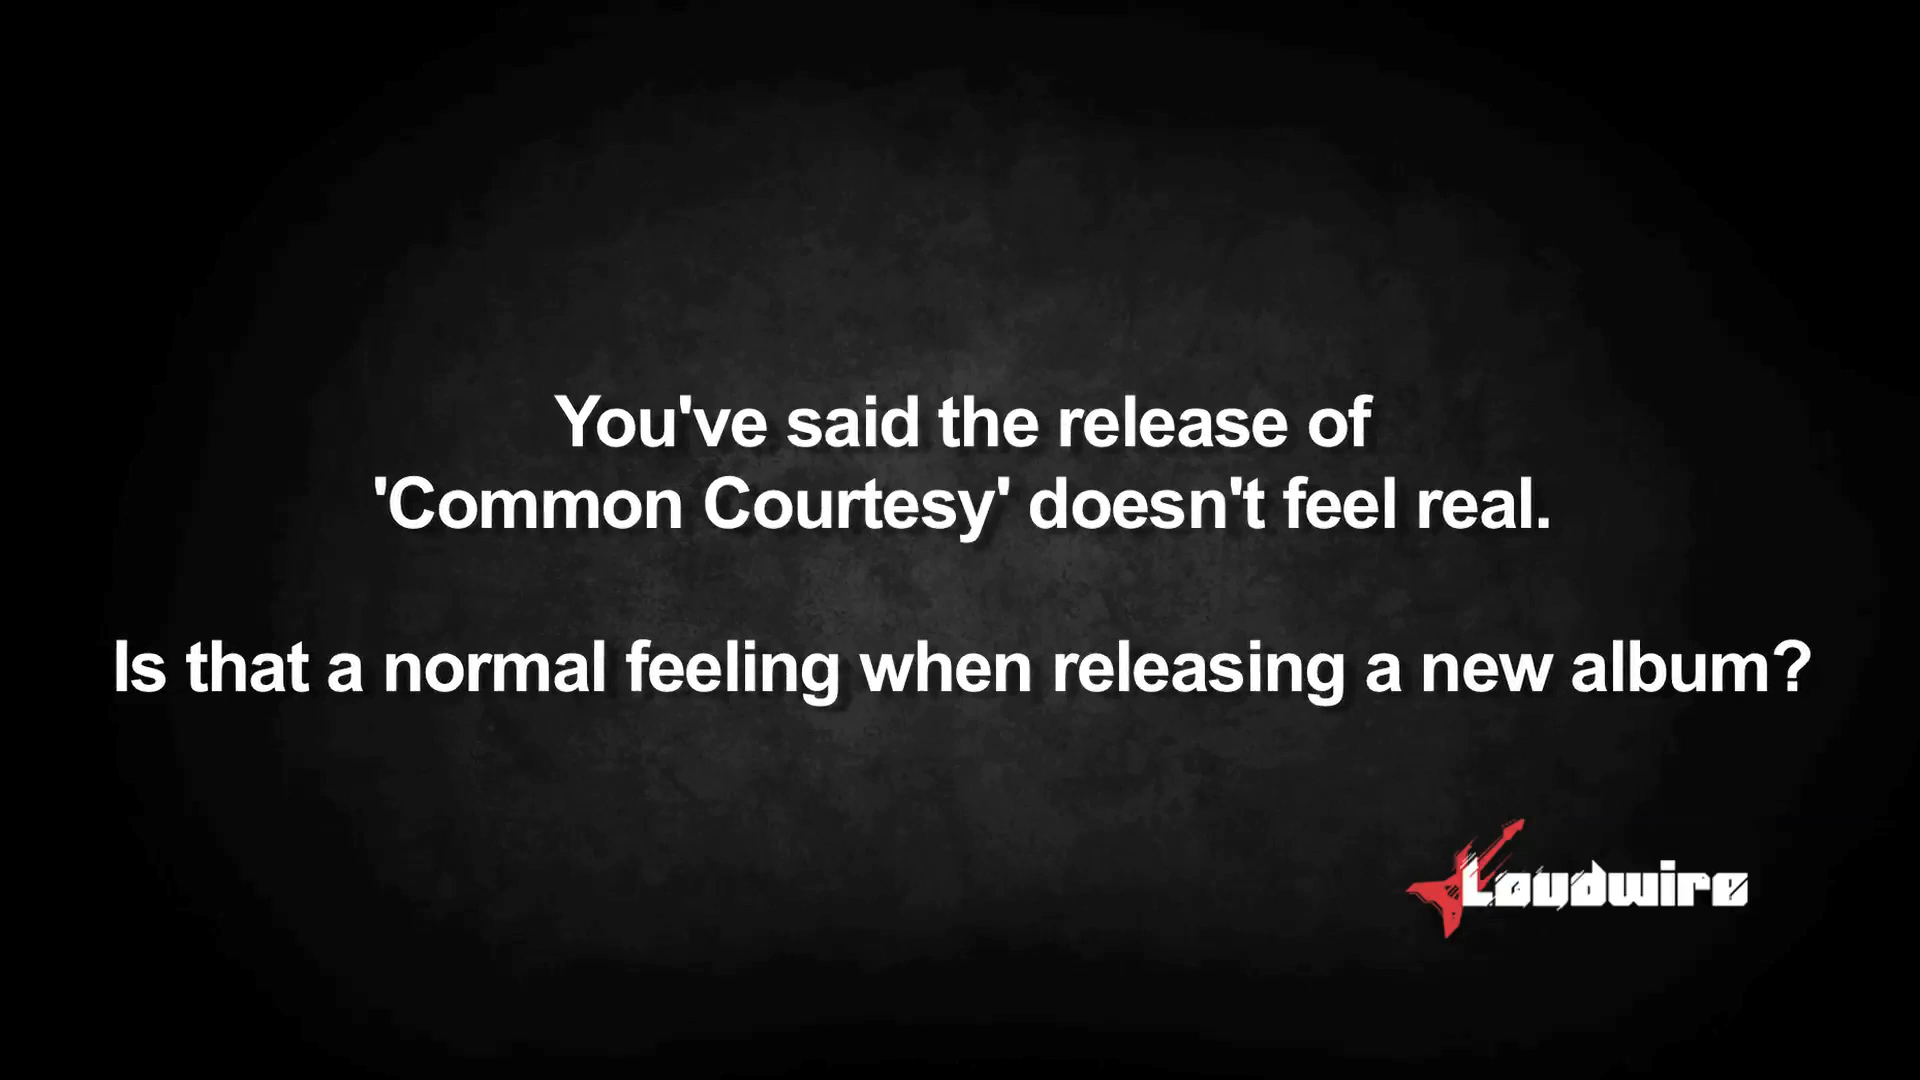 You've said the release of
'Common Courtesy' doesn't feel real.
Is that a normal feeling when releasing a new album?
Loudwire